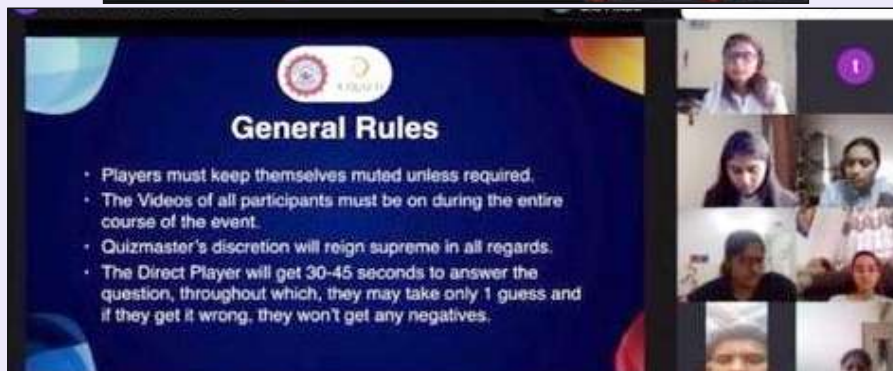 General Rules
• Players must keep themselves muted unless required.
• The Videos of all participants must be on during the entire
course of the event.
• Quizmaster's discretion will reign supreme in all regards.
• The Direct Player will get 30-45 seconds to answer the
question, throughout which, they may take only 1 guess and
if they get it wrong, they won't get any negatives.